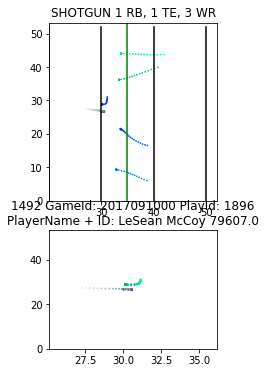 SHOTGUN 1 RB, 1 TE, 3 WR
50
40
30
20
10
0
30 40 50
1492 GameId: 2017091000 PlayId: 1896
PlayerName + ID: LeSean McCoy 79607.0
40
20
0
27.5 30.0 32.5 35.0